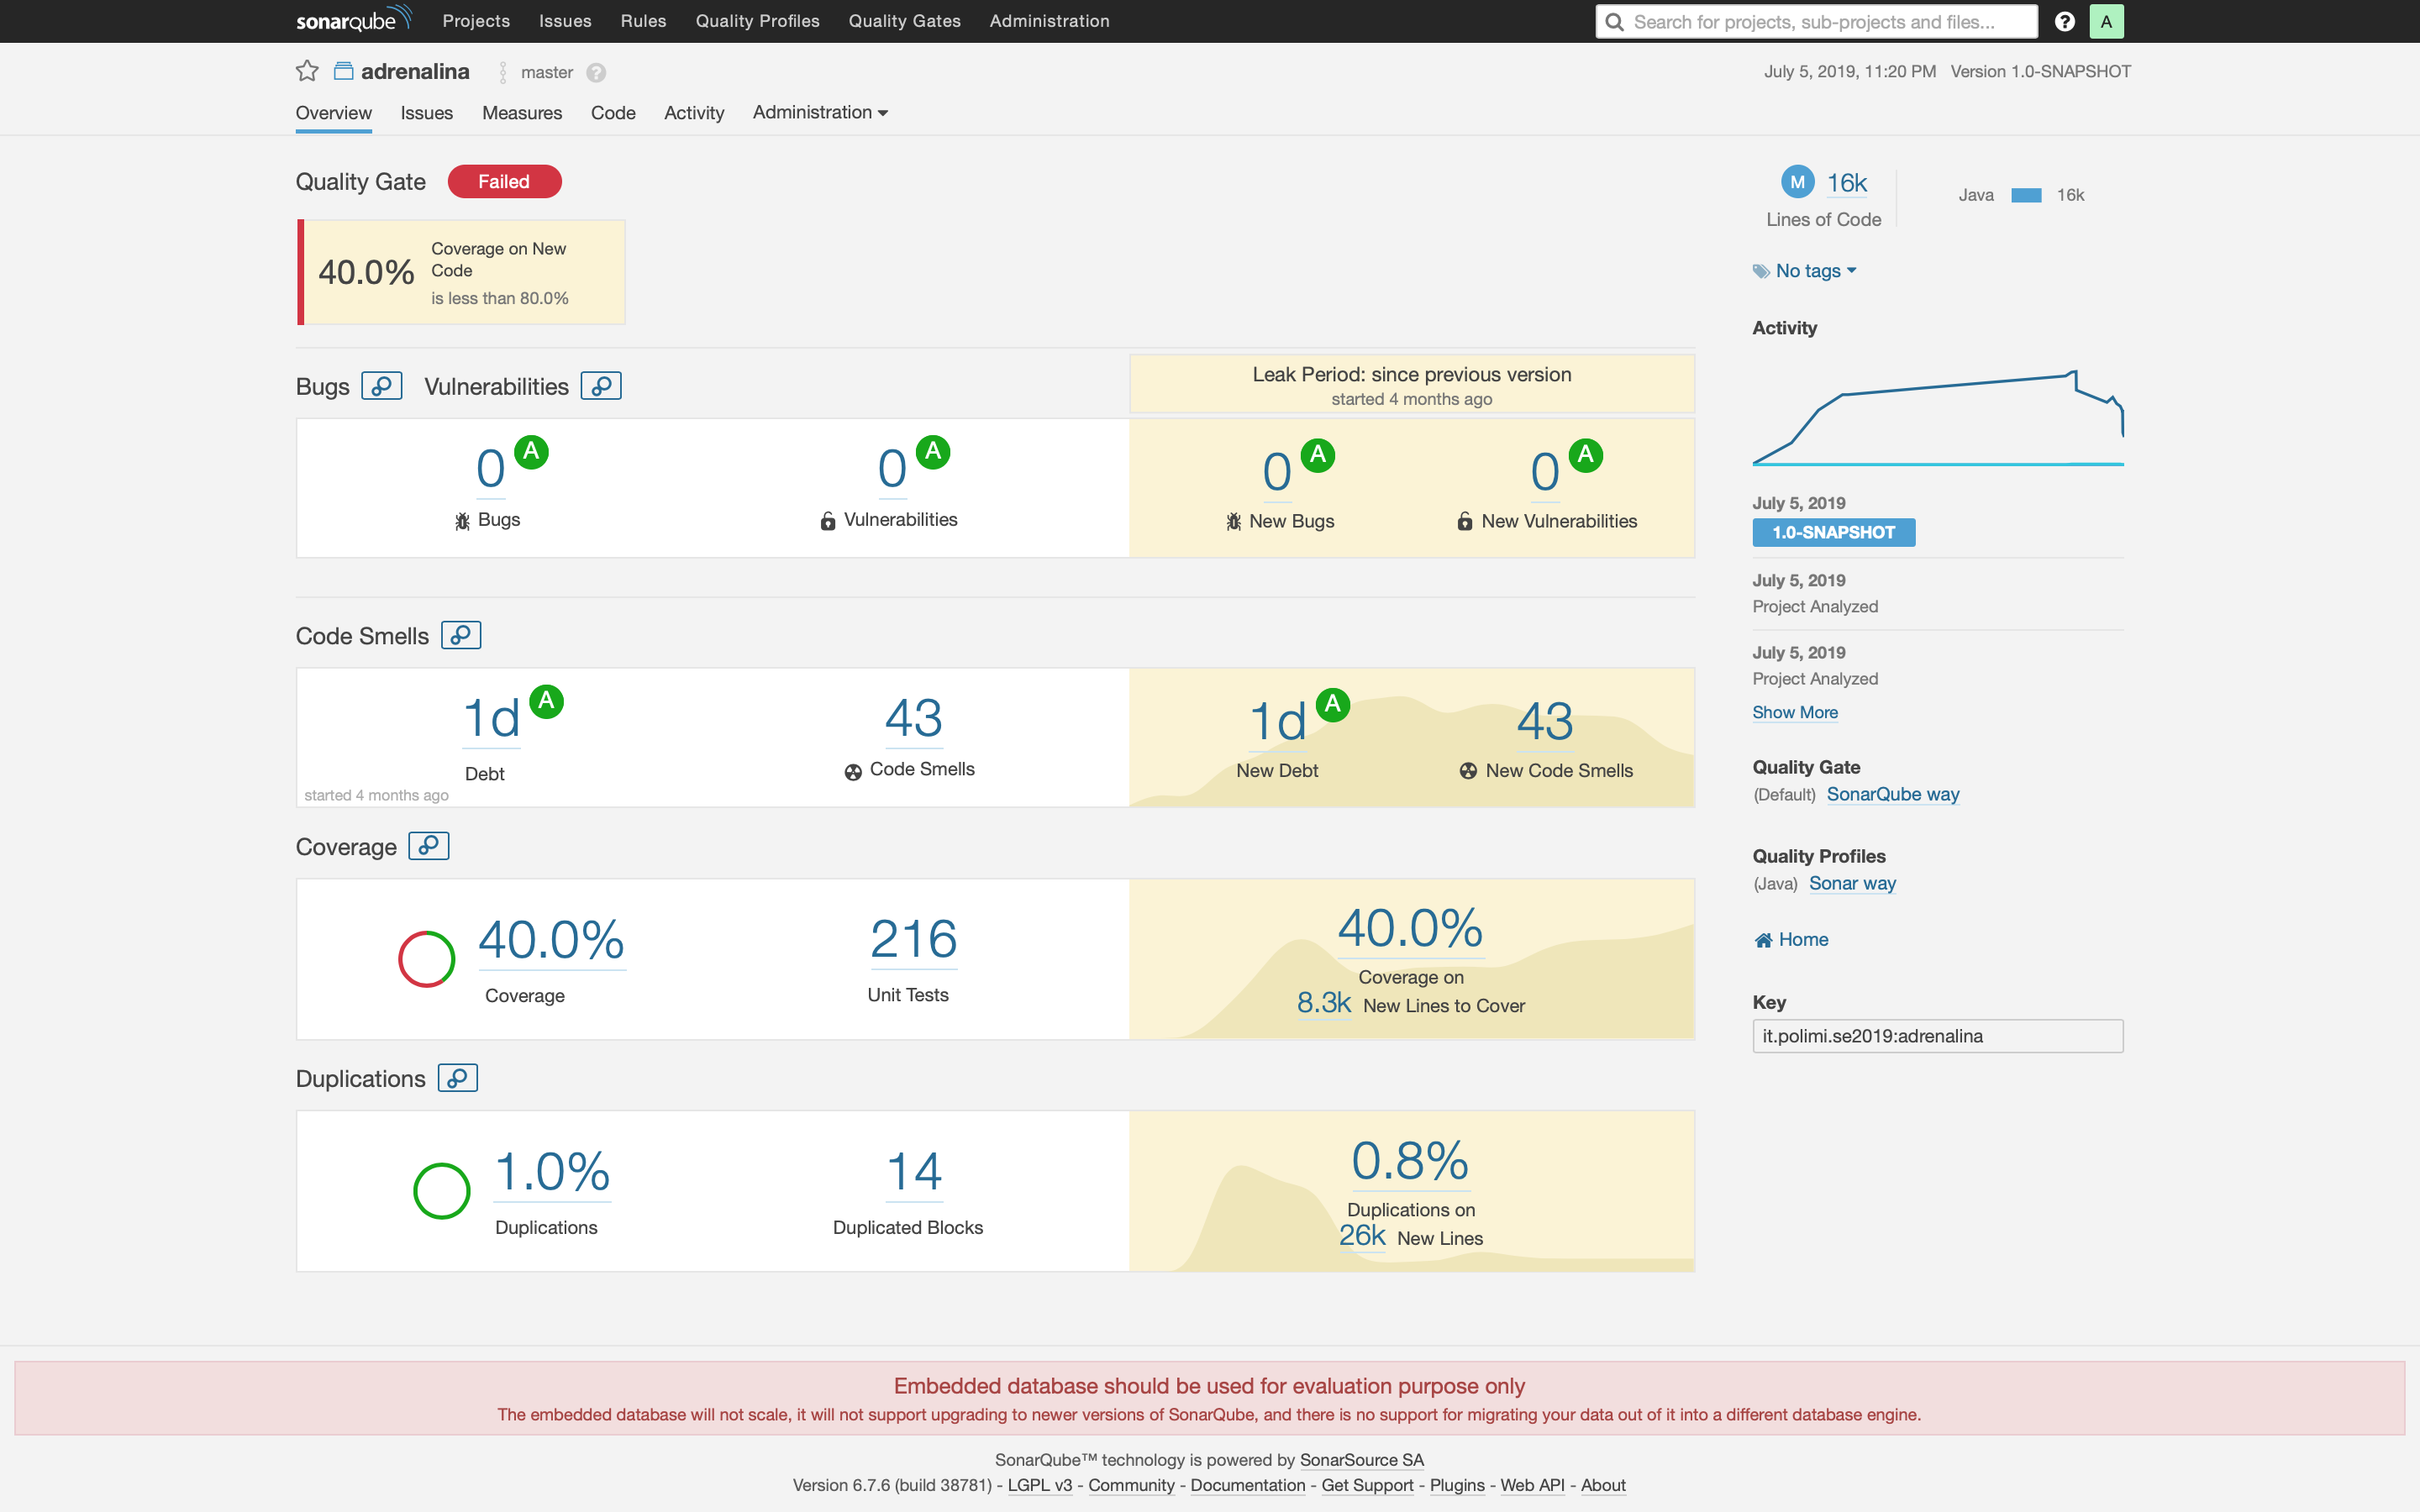 sonarqube Projects Issues Rules Quality Profiles Quality Gates Administration Search for projects, sub-projects and files... ? A
adrenalina master ? July 5, 2019, 11:20 PM Version 1.0-SNAPSHOT
Overview Issues Measures Code Activity Administration
Quality Gate Failed
40.0% Coverage on New
Code
is less than 80.0%
Bugs Vulnerabilities
Leak Period: since previous version
started 4 months ago
0 A
Bugs
0 A
Vulnerabilities
0 A
New Bugs
0 A
New Vulnerabilities
Code Smells
1d A
Debt
started 4 months ago
43
Code Smells
1d A
New Debt
43
New Code Smells
Coverage
40.0%
Coverage
216
Unit Tests
40.0%
Coverage on
8.3k New Lines to Cover
Duplications
1.0%
Duplications
14
Duplicated Blocks
0.8%
Duplications on
26k New Lines
M 16k
Lines of Code
Java 16k
No tags
Activity
July 5, 2019
1.0-SNAPSHOT
July 5, 2019
Project Analyzed
July 5, 2019
Project Analyzed
Show More
Quality Gate
(Default) SonarQube way
Quality Profiles
(Java) Sonar way
Home
Key
it.polimi.se2019:adrenalina
Embedded database should be used for evaluation purpose only
The embedded database will not scale, it will not support upgrading to newer versions of SonarQube, and there is no support for migrating your data out of it into a different database engine.
SonarQube™ technology is powered by SonarSource SA
Version 6.7.6 (build 38781) - LGPL v3 - Community - Documentation - Get Support - Plugins - Web API - About